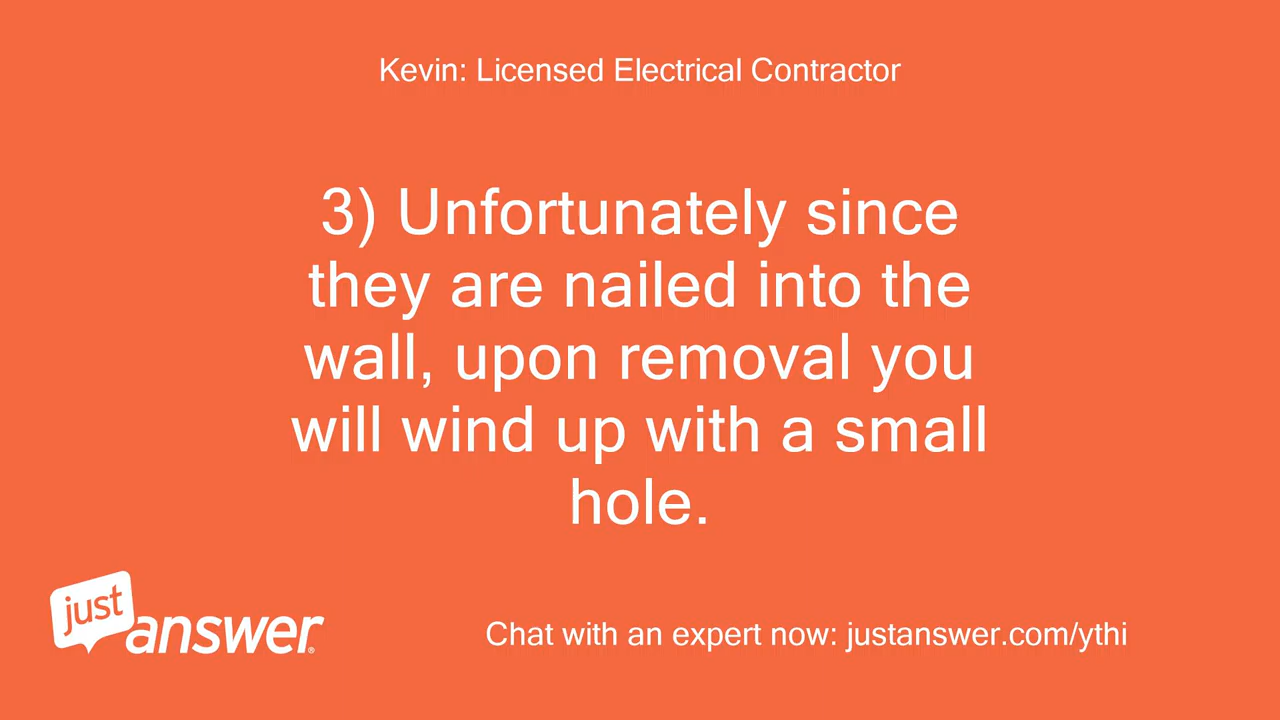 Kevin: Licensed Electrical Contractor
3) Unfortunately since
they are nailed into the
wall, upon removal you
will wind up with a small
hole.
just
answer®
Chat with an expert now: justanswer.com/ythi